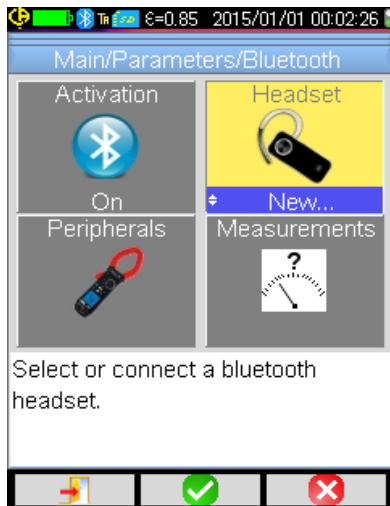 ε=0.85 2015/01/01 00:02:26
Main/Parameters/Bluetooth
Activation
Headset
On
New...
Peripherals
Measurements
?
Select or connect a bluetooth
headset.